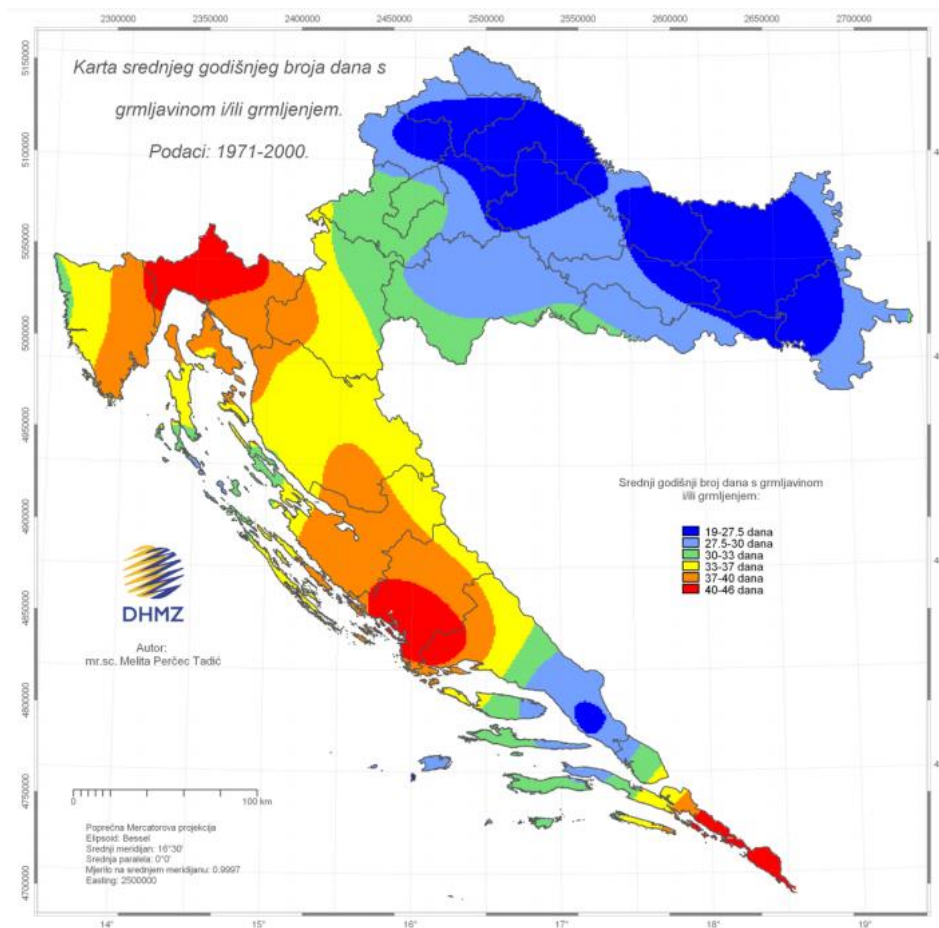 2300000 2350000 2400000 2450000 2500000 2550000 2600000 2650000 2700000
5150000
5100000
5050000
5000000
4950000
4900000
4850000
4800000
4750000
4700000
Karta srednjeg godišnjeg broja dana s
grmljavinom i/ili grmljenjem.
Podaci: 1971-2000.
Srednji godišnji broj dana s grmljavinom
i/ili grmljenjem:
19-27.5 dana
27.5-30 dana
30-33 dana
33-37 dana
37-40 dana
40-46 dana
DHMZ
Autor:
mr.sc. Melita Perčec Tadić
0 100 km
Poprečna Mercatorova projekcija
Elipsoid: Bessel
Srednji meridijan: 16°30'
Srednja paralela: 0°0'
Mjerilo na srednjem meridijanu: 0.9997
Easting: 2500000
14° 15° 16° 17° 18° 19°